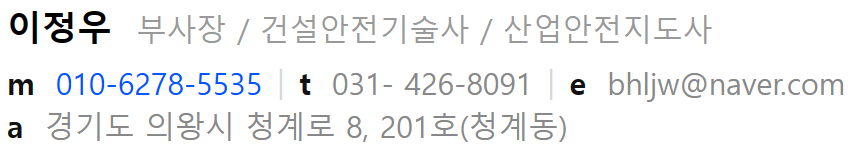 이정우 부사장 / 건설안전기술사 / 산업안전지도사
m 010-6278-5535 | t 031- 426-8091 | e bhljw@naver.com
a 경기도 의왕시 청계로 8, 201호(청계동)